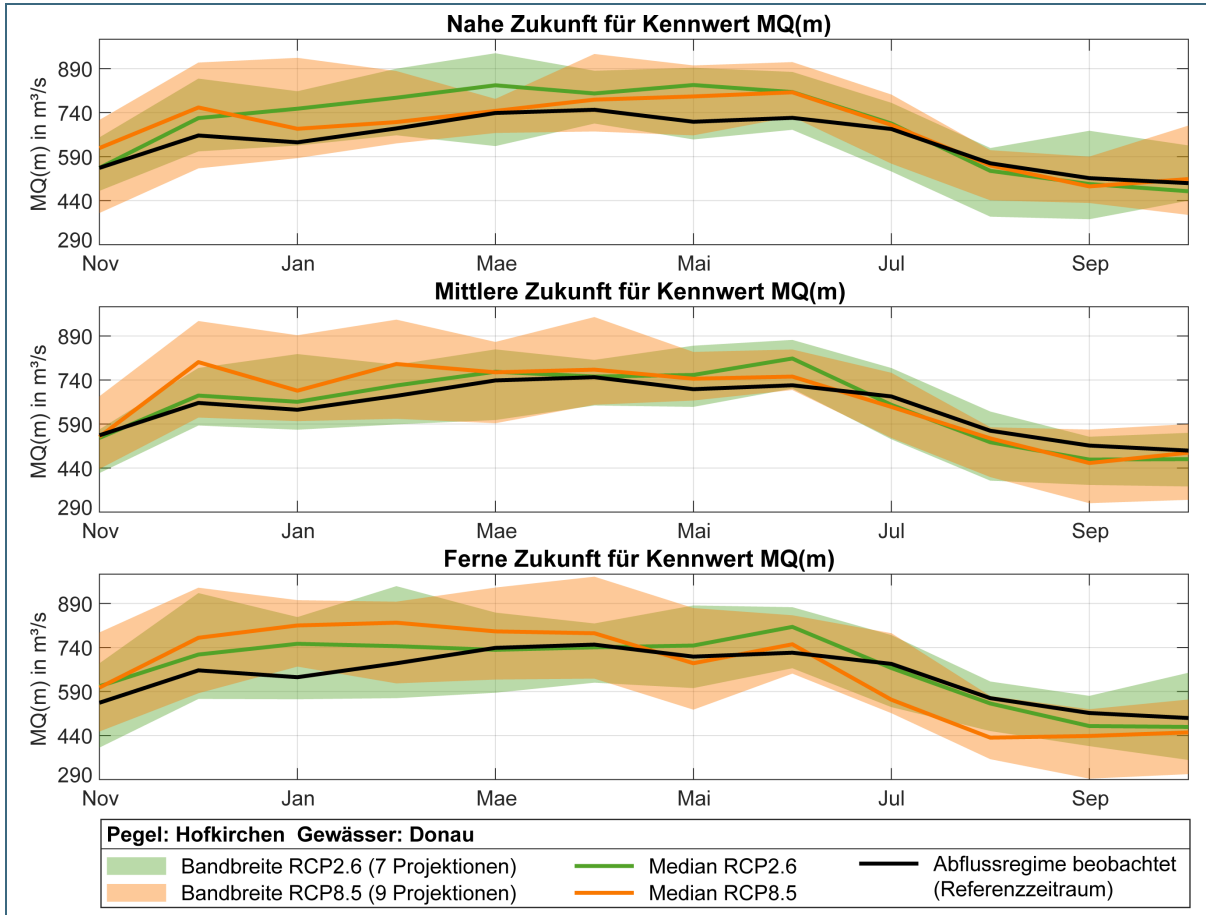 Nahe Zukunft für Kennwert MQ(m)
MQ(m) in m³/s
890
740
590
440
290
Nov Jan Mae Mai Jul Sep
Mittlere Zukunft für Kennwert MQ(m)
MQ(m) in m³/s
890
740
590
440
290
Nov Jan Mae Mai Jul Sep
Ferne Zukunft für Kennwert MQ(m)
MQ(m) in m³/s
890
740
590
440
290
Nov Jan Mae Mai Jul Sep
Pegel: Hofkirchen Gewässer: Donau
Bandbreite RCP2.6 (7 Projektionen)
Bandbreite RCP8.5 (9 Projektionen)
Median RCP2.6
Median RCP8.5
Abflussregime beobachtet
(Referenzzeitraum)